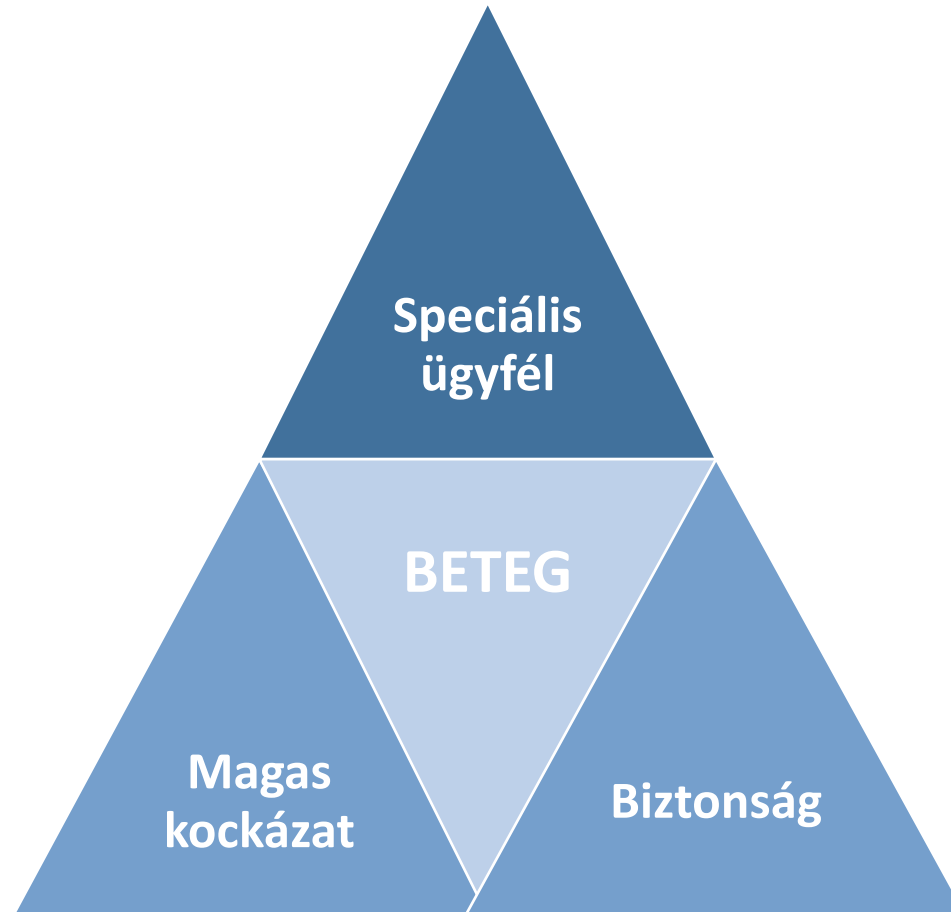 Speciális
ügyfél
BETEG
Magas
kockázat
Biztonság